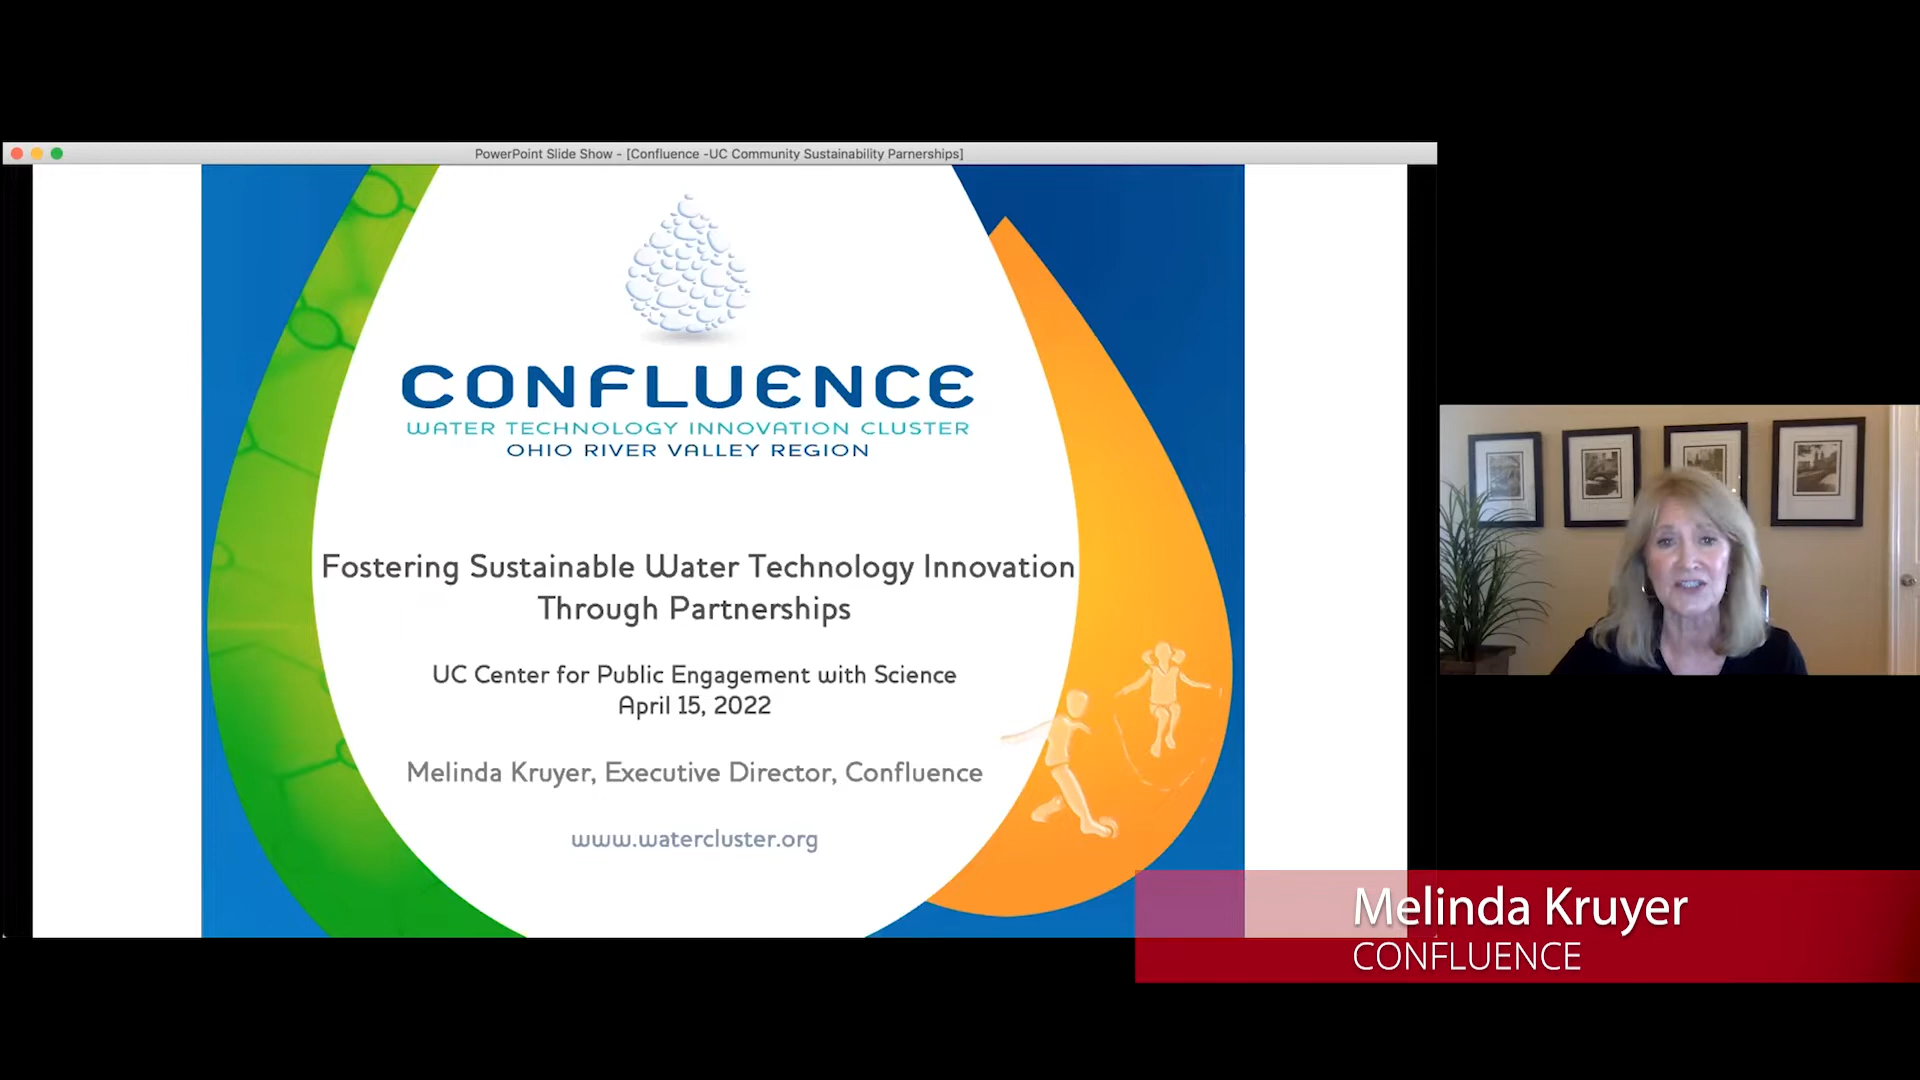 PowerPoint Slide Show - [Confluence -UC Community Sustainability Parnerships]
CONFLUENCE
WATER TECHNOLOGY INNOVATION CLUSTER
OHIO RIVER VALLEY REGION
Fostering Sustainable Water Technology Innovation
Through Partnerships
UC Center for Public Engagement with Science
April 15, 2022
Melinda Kruyer, Executive Director, Confluence
www.watercluster.org
Melinda Kruyer
CONFLUENCE